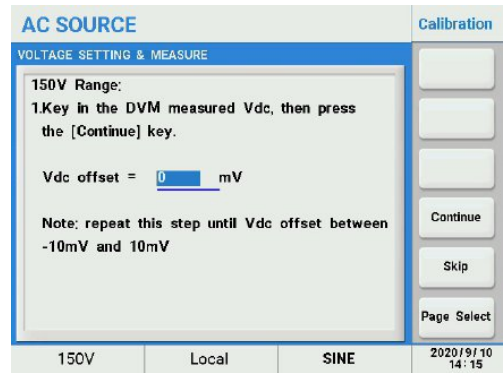 AC SOURCE
Calibration
VOLTAGE SETTING & MEASURE
150V Range:
1.Key in the DVM measured Vdc, then press
the [Continue] key.
Vdc offset = 0 mV
Note: repeat this step until Vdc offset between
-10mV and 10mV
Continue
Skip
Page Select
150V
Local
SINE
2020/9/10
14:15